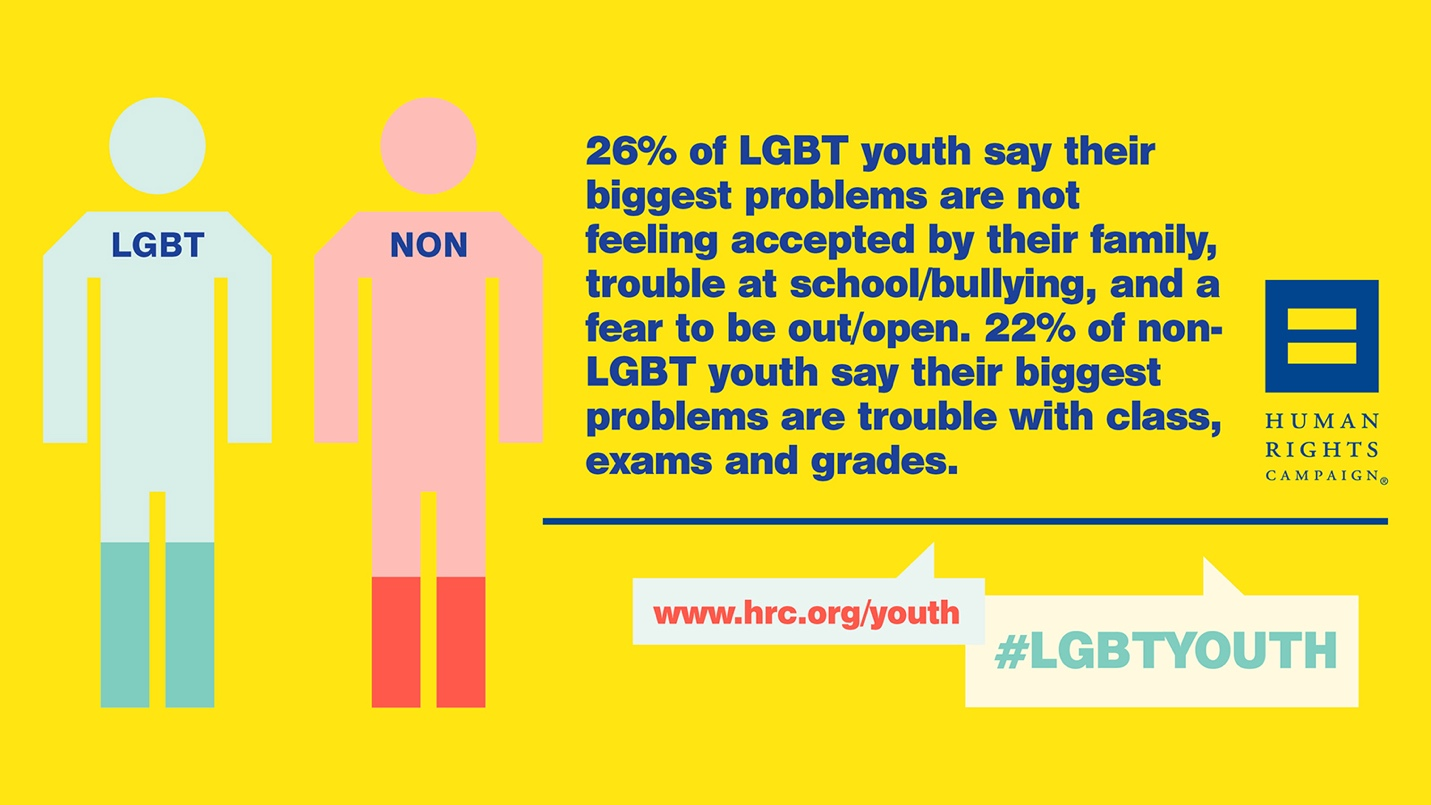 LGBT
NON
26% of LGBT youth say their
biggest problems are not
feeling accepted by their family,
trouble at school/bullying, and a
fear to be out/open. 22% of non-
LGBT youth say their biggest
problems are trouble with class,
exams and grades.
HUMAN
RIGHTS
CAMPAIGN®
www.hrc.org/youth
#LGBTYOUTH